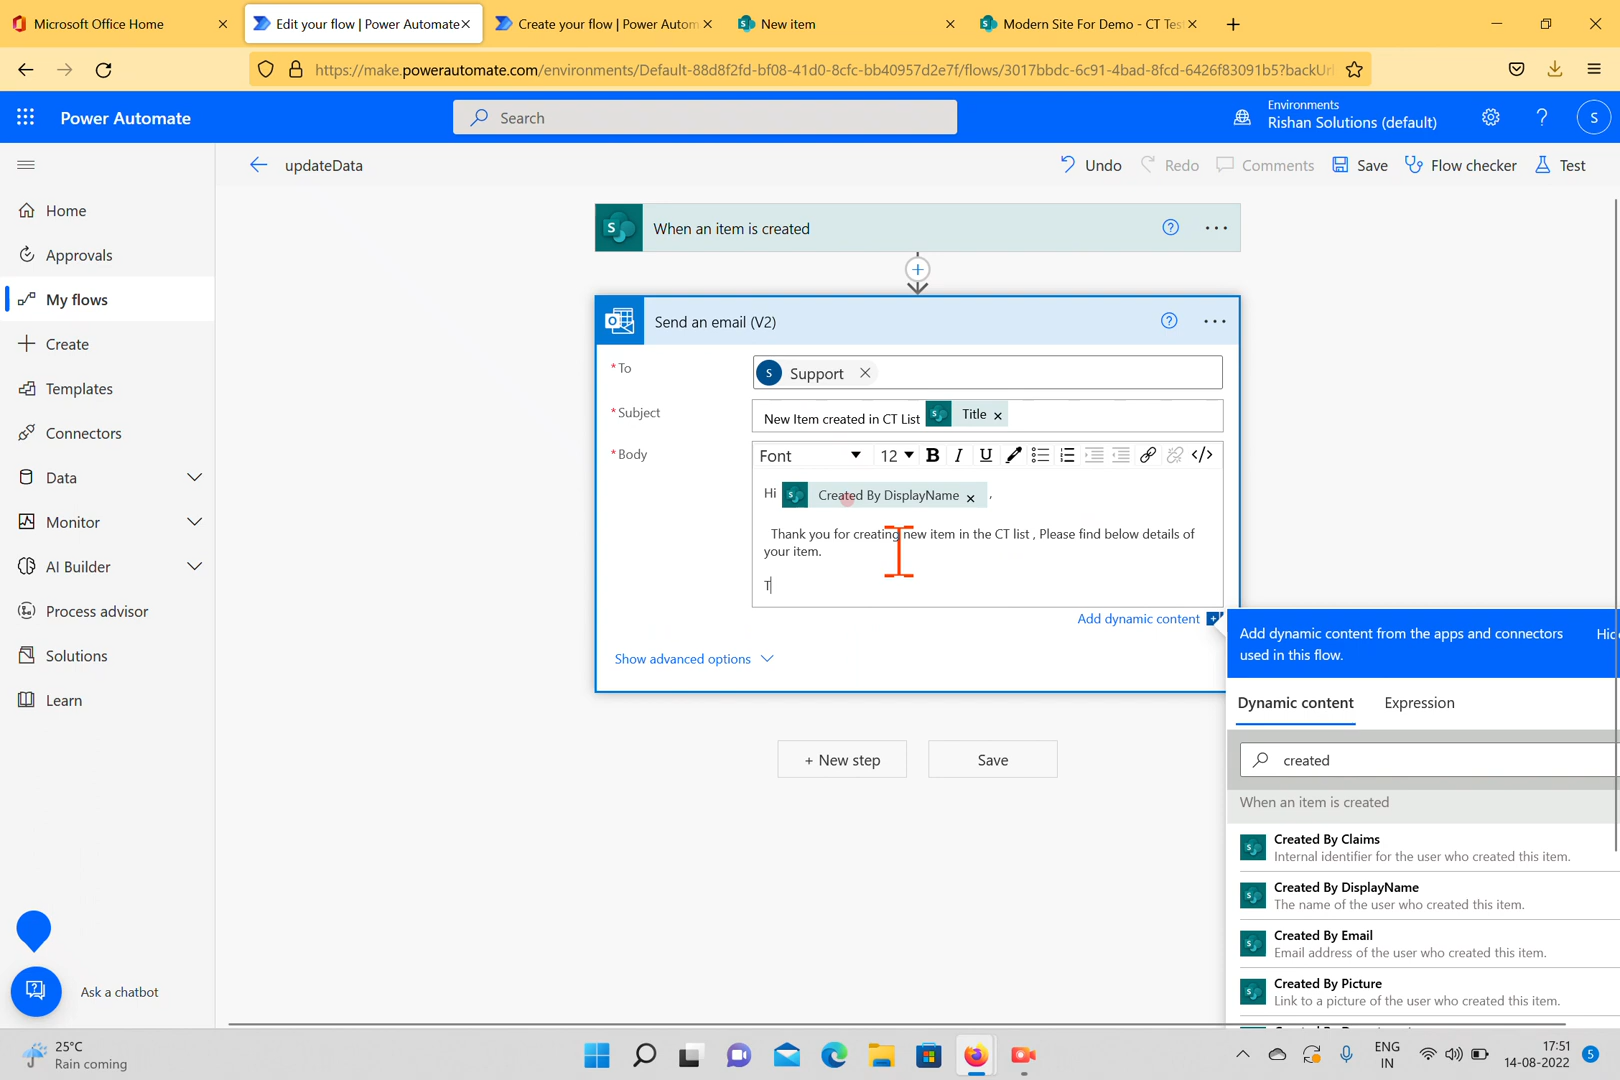 Microsoft Office Home
Edit your flow | Power Automate
Create your flow | Power Autom
New item
Modern Site For Demo - CT Tes
https://make.powerautomate.com/environments/Default-88d8f2fd-bf08-41d0-8cfc-bb40957d2e7f/flows/3017bbdc-6c91-4bad-8fcd-6426f83091b5?backUrl
Power Automate
Search
Environments
Rishan Solutions (default)
S
updateData
Undo
Redo
Comments
Save
Flow checker
Test
Home
Approvals
My flows
Create
Templates
Connectors
Data
Monitor
AI Builder
Process advisor
Solutions
Learn
Ask a chatbot
When an item is created
Send an email (V2)
* To
S Support
* Subject
New Item created in CT List Title
* Body
Font 12 B I U </>
Hi Created By DisplayName ,
Thank you for creating new item in the CT list , Please find below details of
your item.
T
Add dynamic content
Show advanced options
+ New step
Save
Add dynamic content from the apps and connectors
used in this flow.
Dynamic content
Expression
created
When an item is created
Created By Claims
Internal identifier for the user who created this item.
Created By DisplayName
The name of the user who created this item.
Created By Email
Email address of the user who created this item.
Created By Picture
Link to a picture of the user who created this item.
25°C
Rain coming
ENG
IN
17:51
14-08-2022
5